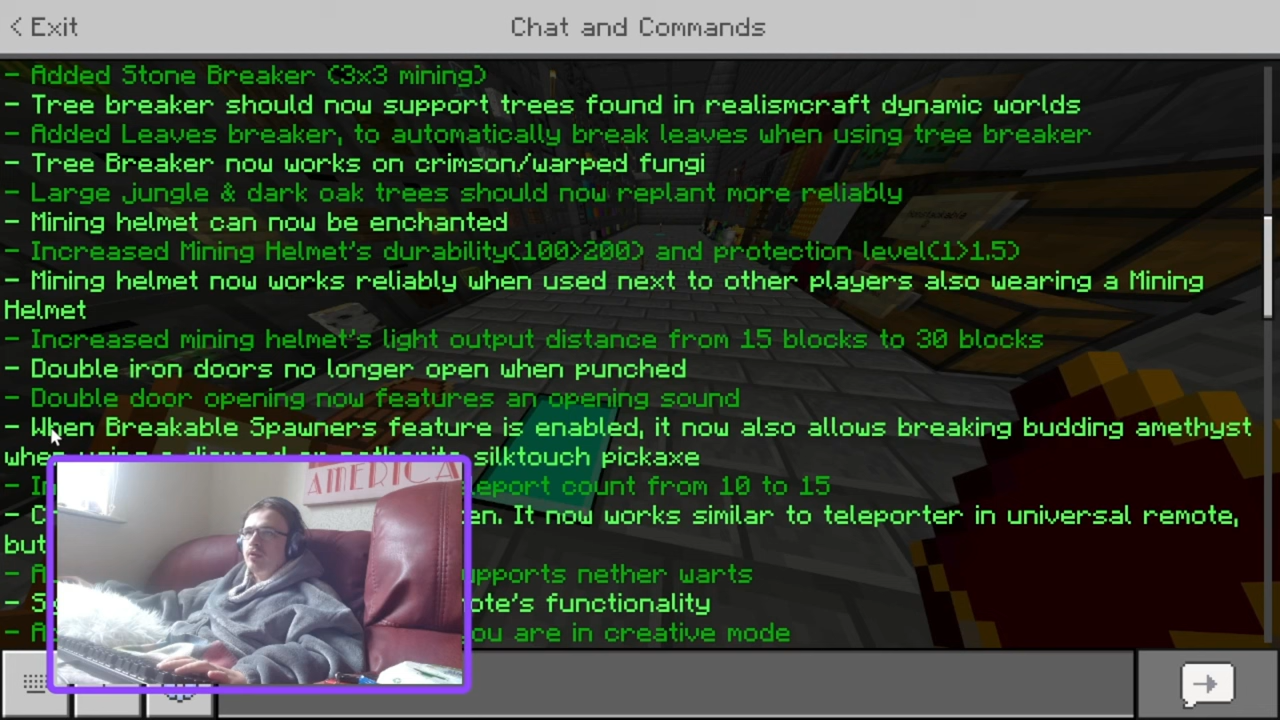 < Exit
Chat and Commands
- Added Stone Breaker (3x3 mining)
- Tree breaker should now support trees found in realismcraft dynamic worlds
- Added Leaves breaker, to automatically break leaves when using tree breaker
- Tree Breaker now works on crimson/warped fungi
- Large jungle & dark oak trees should now replant more reliably
- Mining helmet can now be enchanted
- Increased Mining Helmet's durability(100>200) and protection level(1>1.5)
- Mining helmet now works reliably when used next to other players also wearing a Mining
Helmet
- Increased mining helmet's light output distance from 15 blocks to 30 blocks
- Double iron doors no longer open when punched
- Double door opening now features an opening sound
- When Breakable Spawners feature is enabled, it now also allows breaking budding amethyst
when using a diamond or netherite silktouch pickaxe
AMERICA
count from 10 to 15
It now works similar to teleporter in universal remote,
but
nether warts
functionality
you are in creative mode